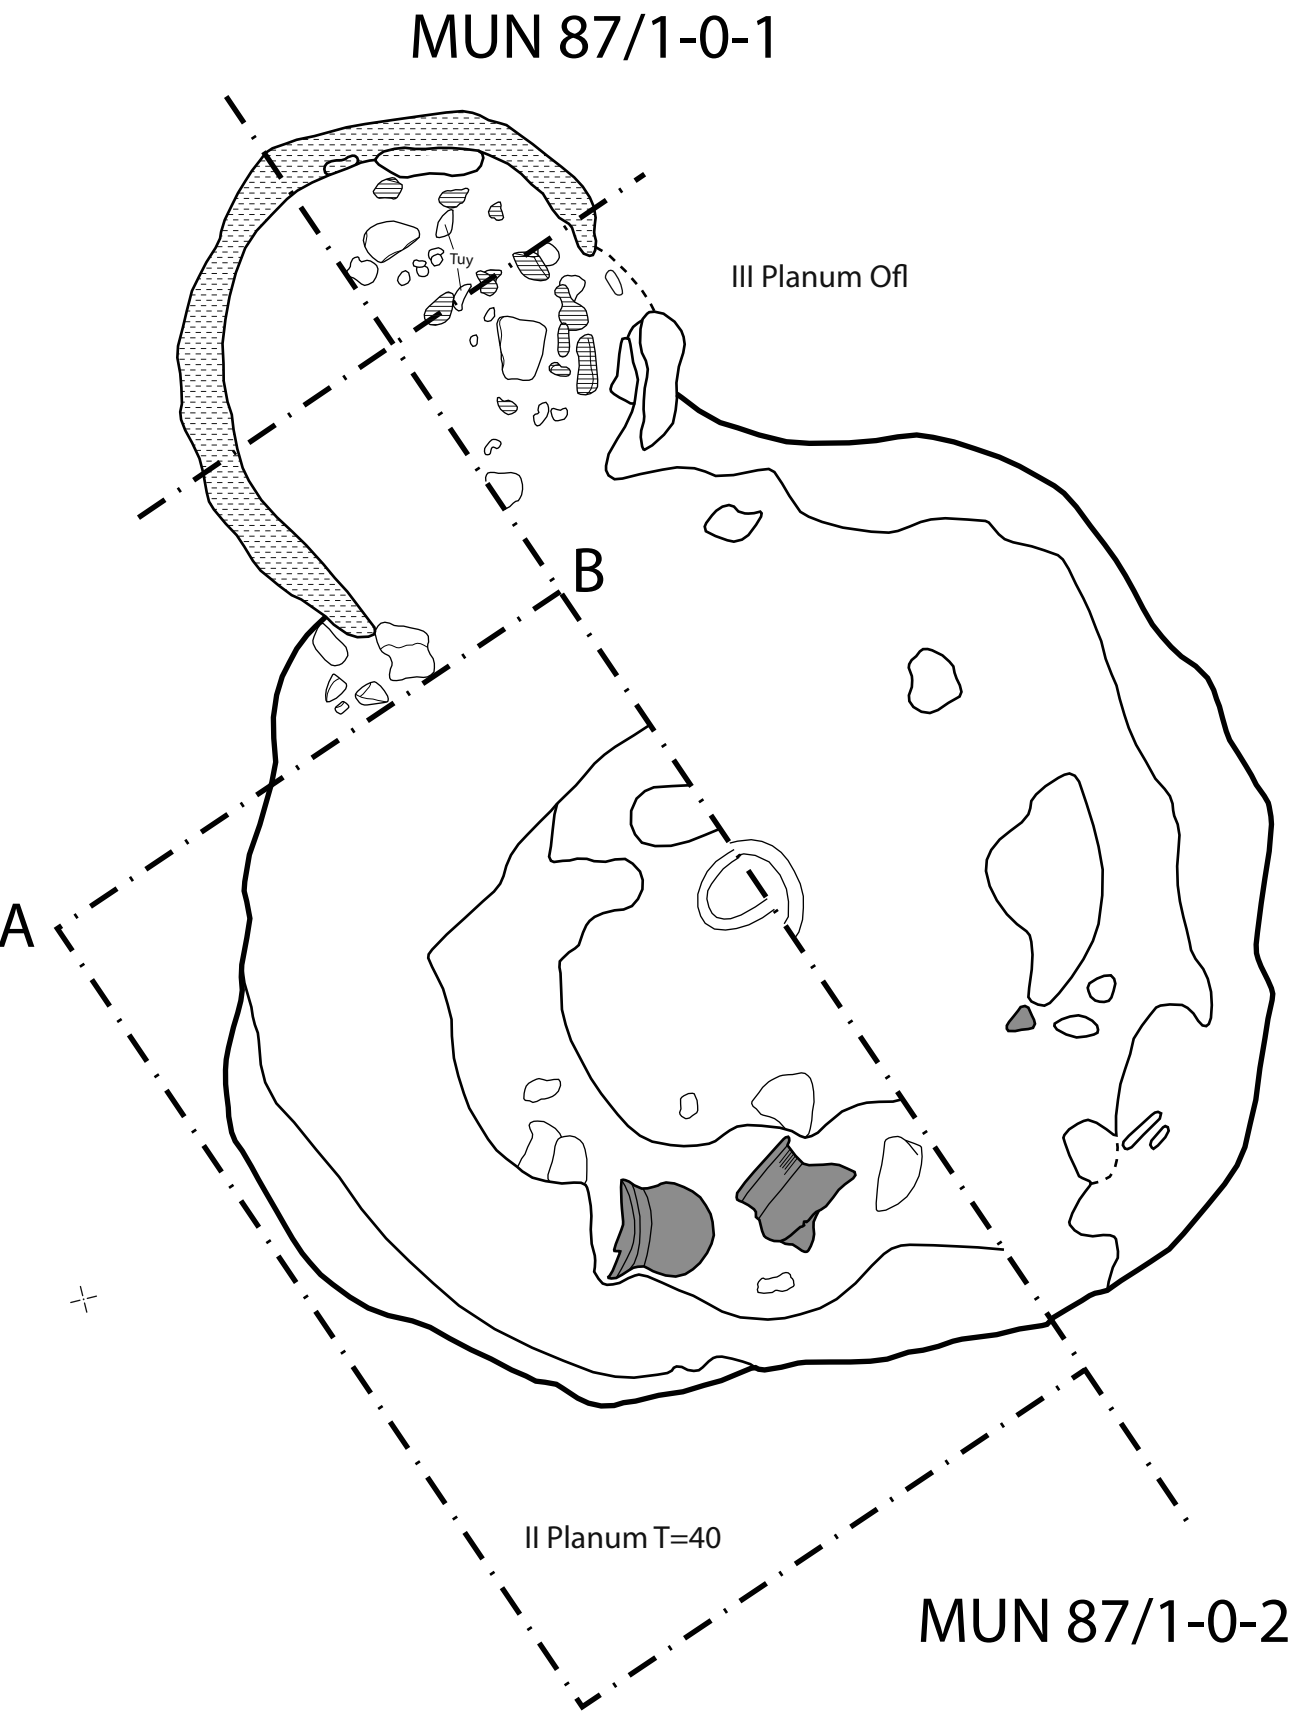 MUN 87/1-0-1
Tuy
III Planum Ofl
B
A
II Planum T=40
MUN 87/1-0-2